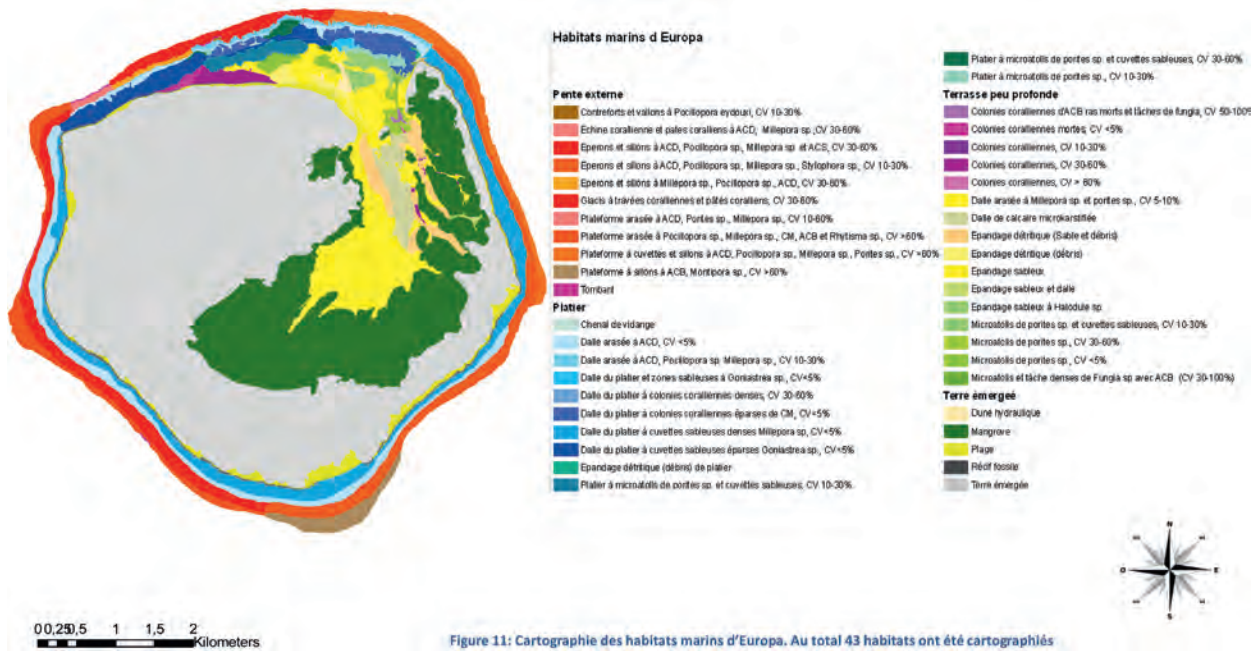 Habitats marins d Europa
Pente externe
Contreforts et vallons à Pocillopora eydouri, CV 10-30%
Echine corallienne et pates coralliens à ACD, Millepora sp.,CV 30-60%
Eperons et sillons à ACD, Pocillopora sp., Millepora sp. et ACS, CV 30-60%
Eperons et sillons à ACD, Pocillopora sp., Millepora sp., Stylophora sp., CV 10-30%
Eperons et sillons à Millepora sp., Pocillopora sp., ACD, CV 30-60%
Glacis à travées coralliennes et pâtés coralliens, CV 30-60%
Plateforme arasée à ACD, Porites sp., Millepora sp., CV 10-60%
Plateforme arasée à Pocillopora sp., Millepora sp., CM, ACB et Rhytisma sp., CV >60%
Plateforme à cuvettes et sillons à ACD, Pocillopora sp., Millepora sp., Porites sp., CV >60%
Plateforme à sillons à ACB, Montipora sp., CV >60%
Tombant
Platier
Chenal de vidange
Dalle arasée à ACD, CV <5%
Dalle arasée à ACD, Pocillopora sp. Millepora sp., CV 10-30%
Dalle du platier et zones sableuses à Goniastrea sp., CV<5%
Dalle du platier à colonies coralliennes denses, CV 30-60%
Dalle du platier à colonies coralliennes éparses de CM, CV<5%
Dalle du platier à cuvettes sableuses denses Millepora sp, CV<5%
Dalle du platier à cuvettes sableuses éparses Goniastrea sp., CV<5%
Epandage détritique (débris) de platier
Platier à microatolls de porites sp. et cuvettes sableuses, CV 10-30%
Platier à microatolls de porites sp. et cuvettes sableuses, CV 30-60%
Platier à microatolls de porites sp., CV 10-30%
Terrasse peu profonde
Colonies coralliennes d'ACB ras morts et tâches de fungia, CV 50-100%
Colonies coralliennes mortes, CV <5%
Colonies coralliennes, CV 10-30%
Colonies coralliennes, CV 30-60%
Colonies coralliennes, CV > 60%
Dalle arasée à Millepora sp. et porites sp., CV 5-10%
Dalle de calcaire microkarstifiée
Epandage détritique (Sable et débris)
Epandage détritique (débris)
Epandage sableux
Epandage sableux et dalle
Epandage sableux à Halodule sp.
Microatolls de porites sp. et cuvettes sableuses, CV 10-30%
Microatolls de porites sp., CV 30-60%
Microatolls de porites sp., CV <5%
Microatolls et tâche denses de Fungia sp avec ACB (CV 30-100%)
Terre émergée
Dune hydraulique
Mangrove
Plage
Récif fossile
Terre émergée
N
O
E
S
0 0,25 0,5 1 1,5 2
Kilometers
Figure 11: Cartographie des habitats marins d'Europa. Au total 43 habitats ont été cartographiés